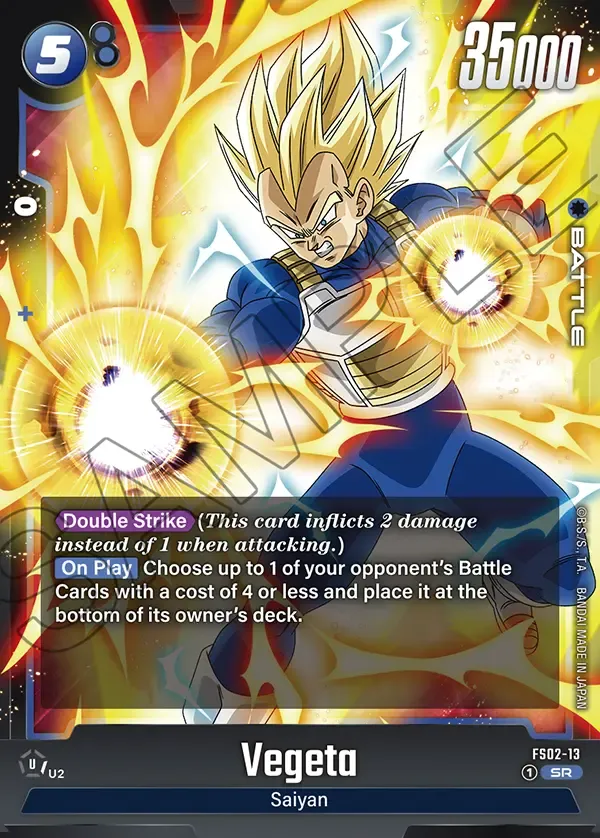 5 8
35000
0
+
BATTLE
SAMPLE
Double Strike (This card inflicts 2 damage
instead of 1 when attacking.)
On Play Choose up to 1 of your opponent's Battle
Cards with a cost of 4 or less and place it at the
bottom of its owner's deck.
©B.S./S., T.A. BANDAI MADE IN JAPAN
Vegeta
FS02-13
U/U2
1 SR
Saiyan